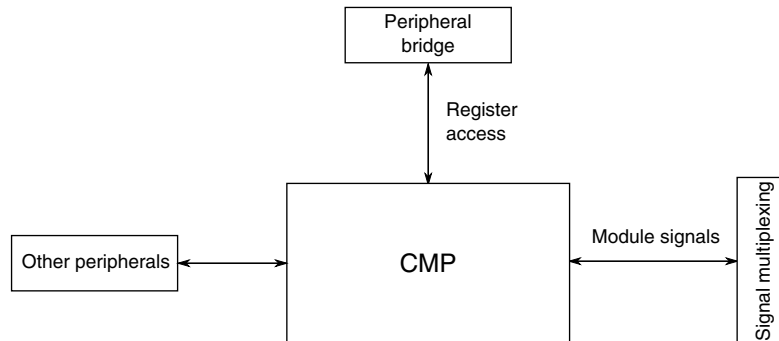 Peripheral
bridge
Register
access
Other peripherals
CMP
Module signals
Signal multiplexing